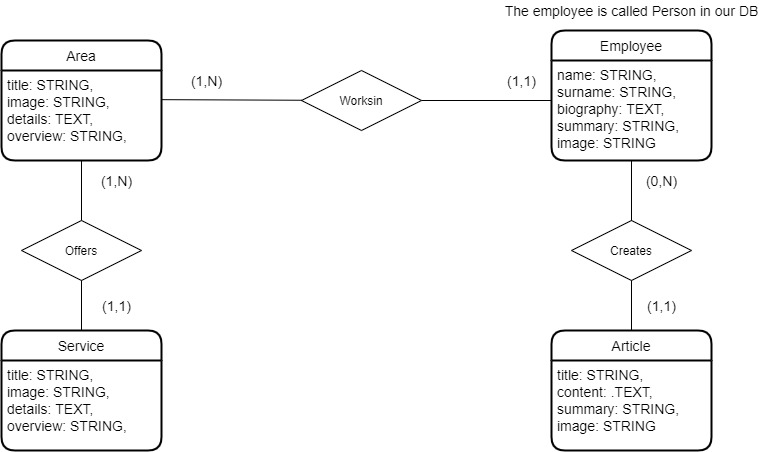 The employee is called Person in our DB
Area
title: STRING,
image: STRING,
details: TEXT,
overview: STRING,
(1,N)
Worksin
(1,1)
Employee
name: STRING,
surname: STRING,
biography: TEXT,
summary: STRING,
image: STRING
(1,N)
Offers
(1,1)
(0,N)
Creates
(1,1)
Service
title: STRING,
image: STRING,
details: TEXT,
overview: STRING,
Article
title: STRING,
content: .TEXT,
summary: STRING,
image: STRING